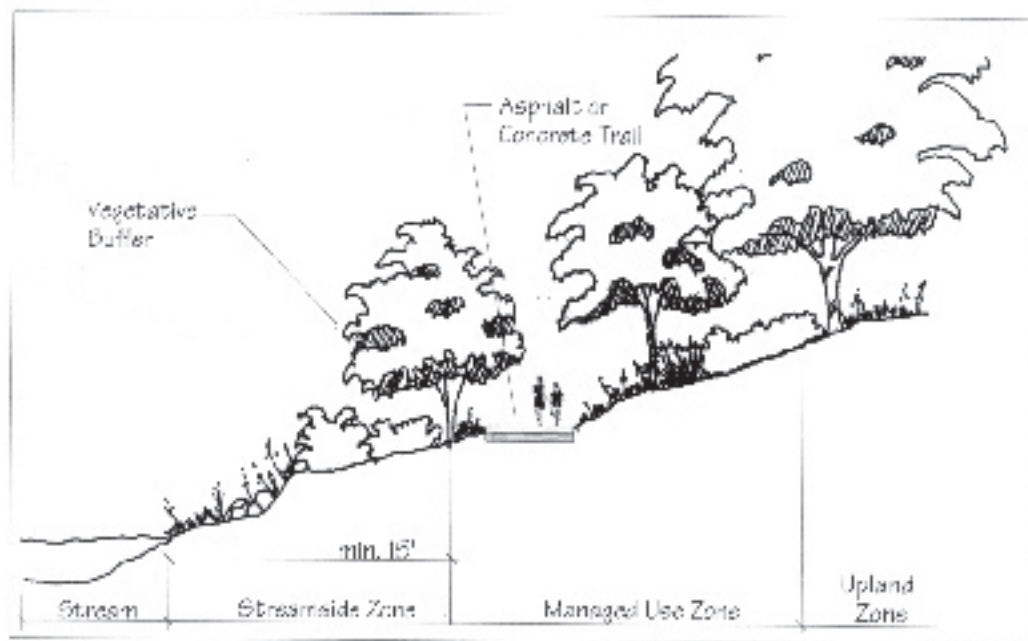 Asphalt or
Concrete Trail
Vegetative
Buffer
min. 15'
Stream
Streamside Zone
Managed Use Zone
Upland
Zone